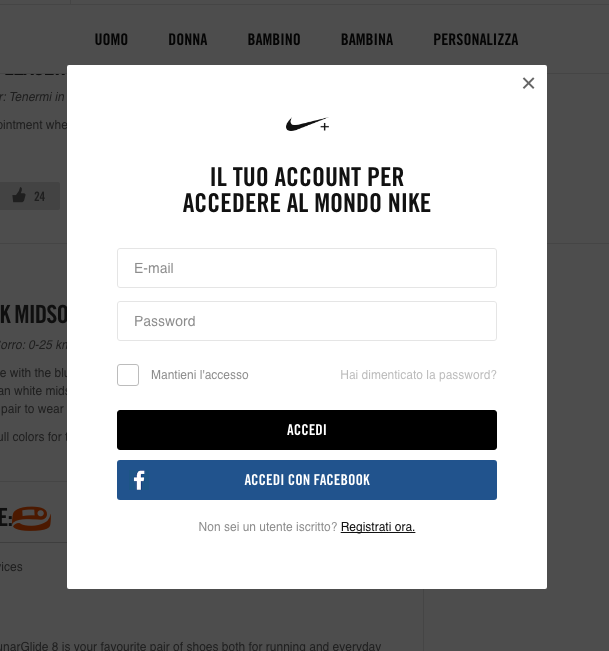 UOMO DONNA BAMBINO BAMBINA PERSONALIZZA
r: Tenermi in
ointment whe
24
IL TUO ACCOUNT PER
ACCEDERE AL MONDO NIKE
E-mail
Password
K MIDSO
orro: 0-25 km
e with the blu
Mantieni l'accesso Hai dimenticato la password?
an white mids
pair to wear
ACCEDI
ull colors for
ACCEDI CON FACEBOOK
E:
Non sei un utente iscritto? Registrati ora.
vices
unarGlide 8 is your favourite pair of shoes both for running and everyday